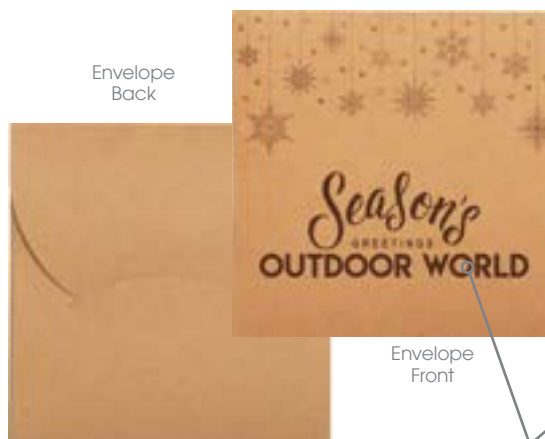 Envelope
Back
Season's
GREETINGS
OUTDOOR WORLD
Envelope
Front